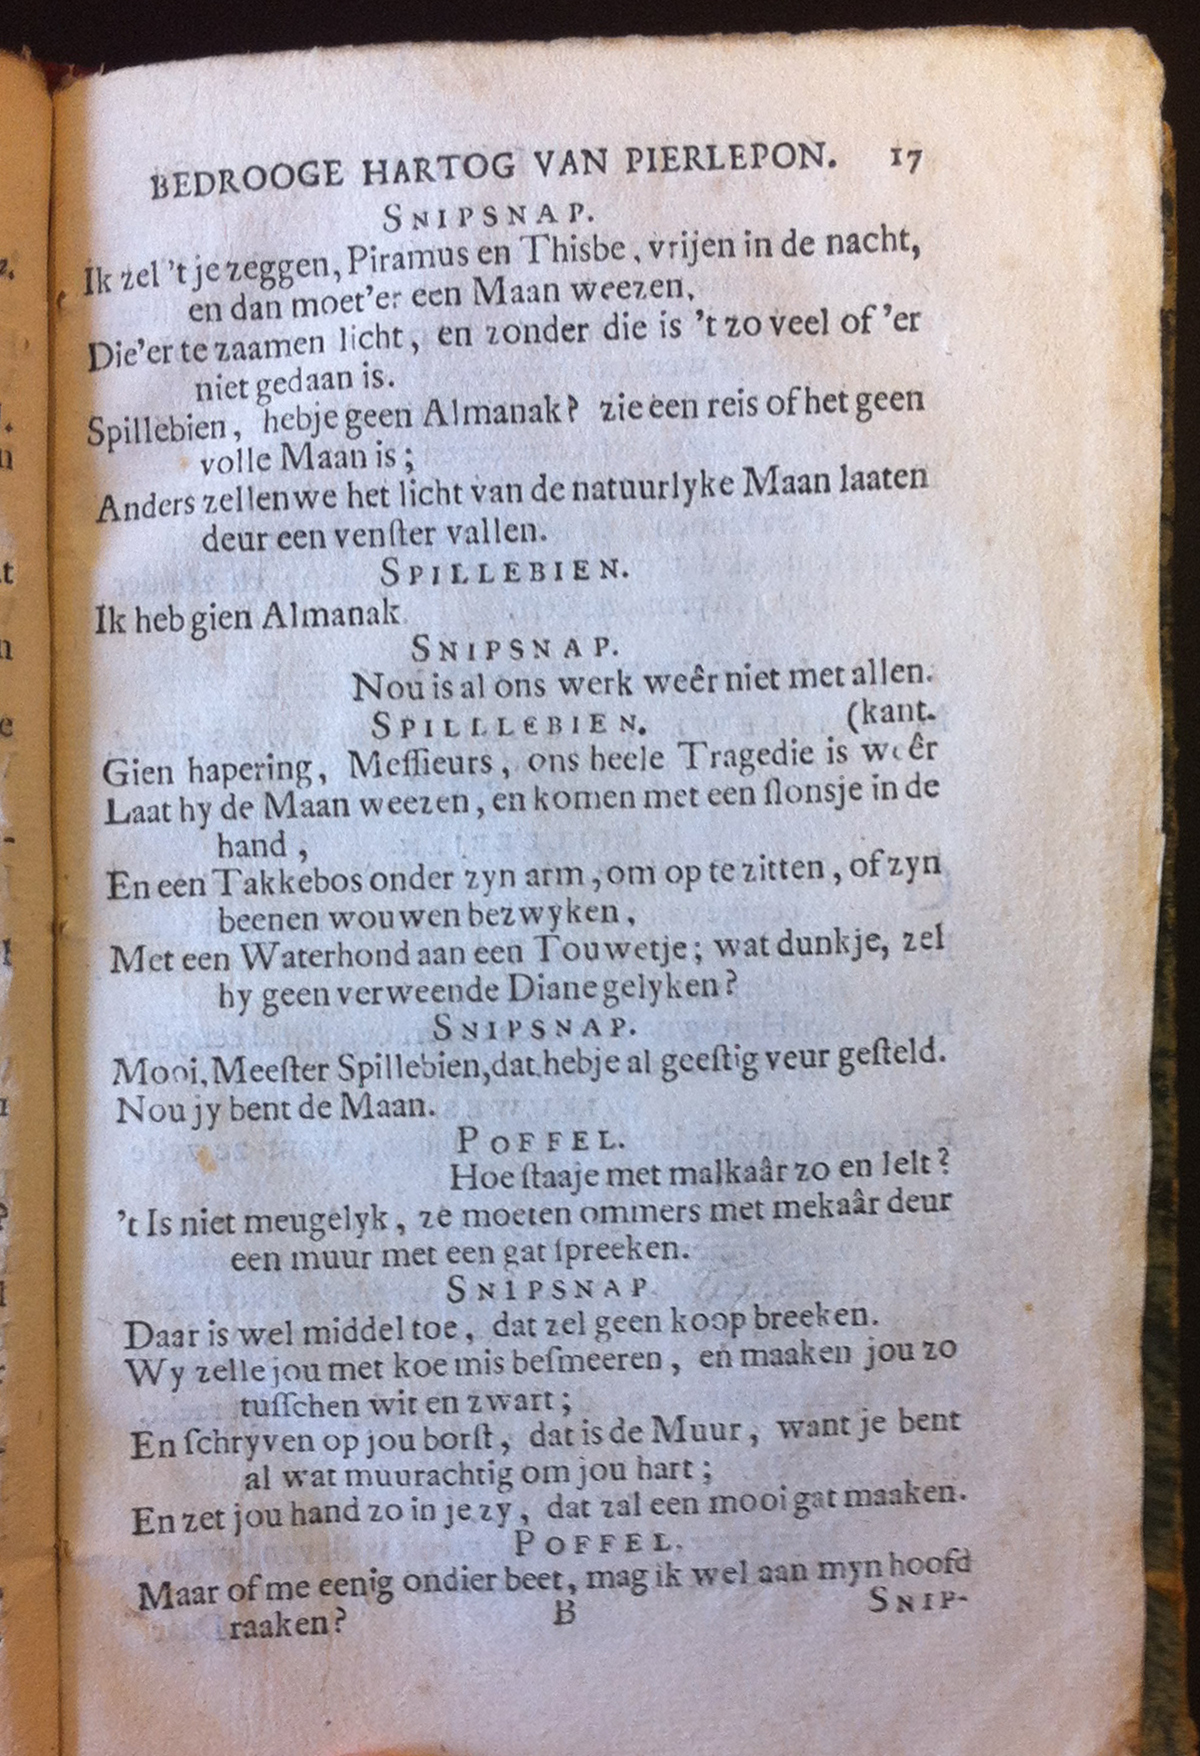 BEDROOGE HARTOG VAN PIERLEPON. 17
SNIPSNAP.
Ik zel 't je zeggen, Piramus en Thisbe, vrijen in de nacht,
en dan moet'er een Maan weezen,
Die'er te zaamen licht, en zonder die is 't zo veel of 'er
niet gedaan is.
Spillebien, hebje geen Almanak? zie een reis of het geen
volle Maan is;
Anders zellen we het licht van de natuurlyke Maan laaten
deur een venſter vallen.
SPILLEBIEN.
Ik heb gien Almanak.
SNIPSNAP.
Nou is al ons werk weêr niet met allen.
SPILLLEBIEN. (kant.
Gien hapering, Meſſieurs, ons heele Tragedie is weêr
Laat hy de Maan weezen, en komen met een ſlonsje in de
hand,
En een Takkebos onder zyn arm, om op te zitten, of zyn
beenen wouwen bezwyken,
Met een Waterhond aan een Touwetje; wat dunkje, zel
hy geen verweende Diane gelyken?
SNIPSNAP.
Mooi, Meeſter Spillebien, dat hebje al geeſtig veur geſteld.
Nou jy bent de Maan.
POFFEL.
Hoe ſtaaje met malkaâr zo en lelt?
't Is niet meugelyk, ze moeten ommers met mekaâr deur
een muur met een gat ſpreeken.
SNIPSNAP
Daar is wel middel toe, dat zel geen koop breeken.
Wy zelle jou met koe mis beſmeeren, en maaken jou zo
tuſſchen wit en zwart;
En ſchryven op jou borſt, dat is de Muur, want je bent
al wat muurachtig om jou hart;
En zet jou hand zo in je zy, dat zal een mooi gat maaken.
POFFEL.
Maar of me eenig ondier beet, mag ik wel aan myn hoofd
raaken? B SNIP-